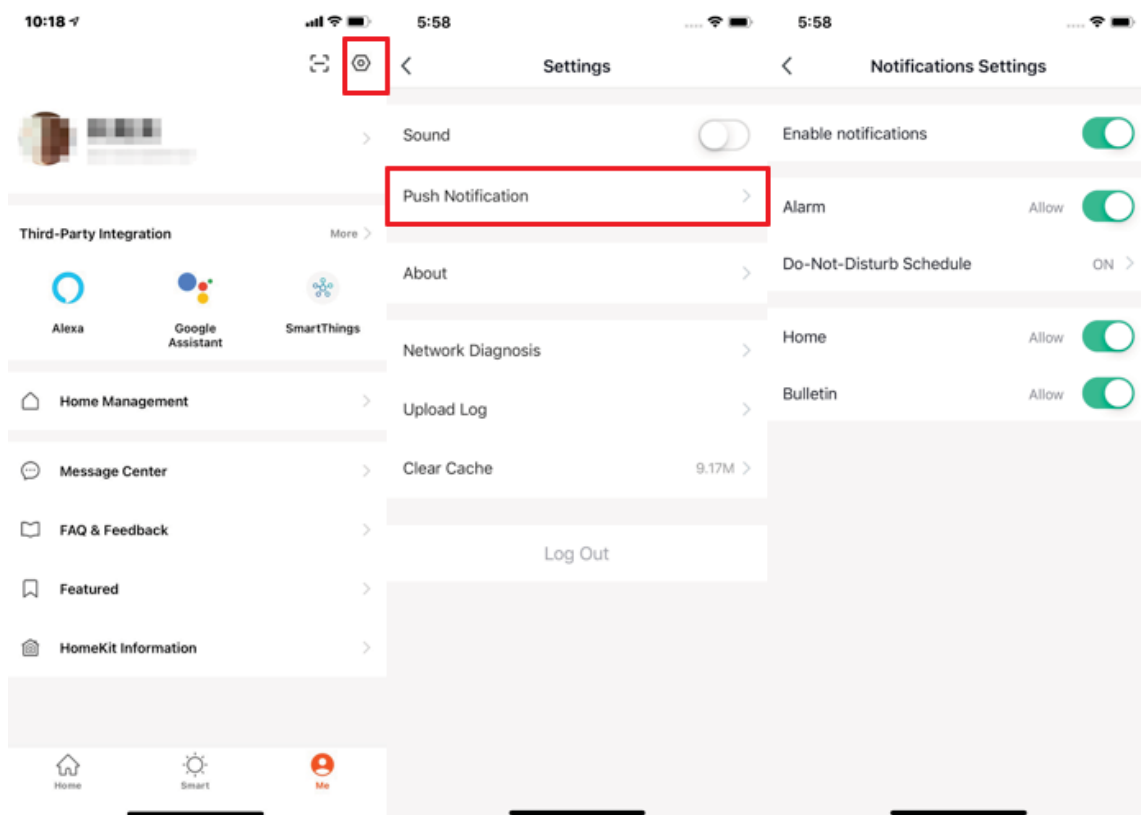 10:18
Third-Party Integration
More
Alexa
Google
Assistant
SmartThings
Home Management
Message Center
FAQ & Feedback
Featured
HomeKit Information
Home
Smart
Me
5:58
Settings
Sound
Push Notification
About
Network Diagnosis
Upload Log
Clear Cache
9.17M
Log Out
5:58
Notifications Settings
Enable notifications
Alarm
Allow
Do-Not-Disturb Schedule
ON
Home
Allow
Bulletin
Allow